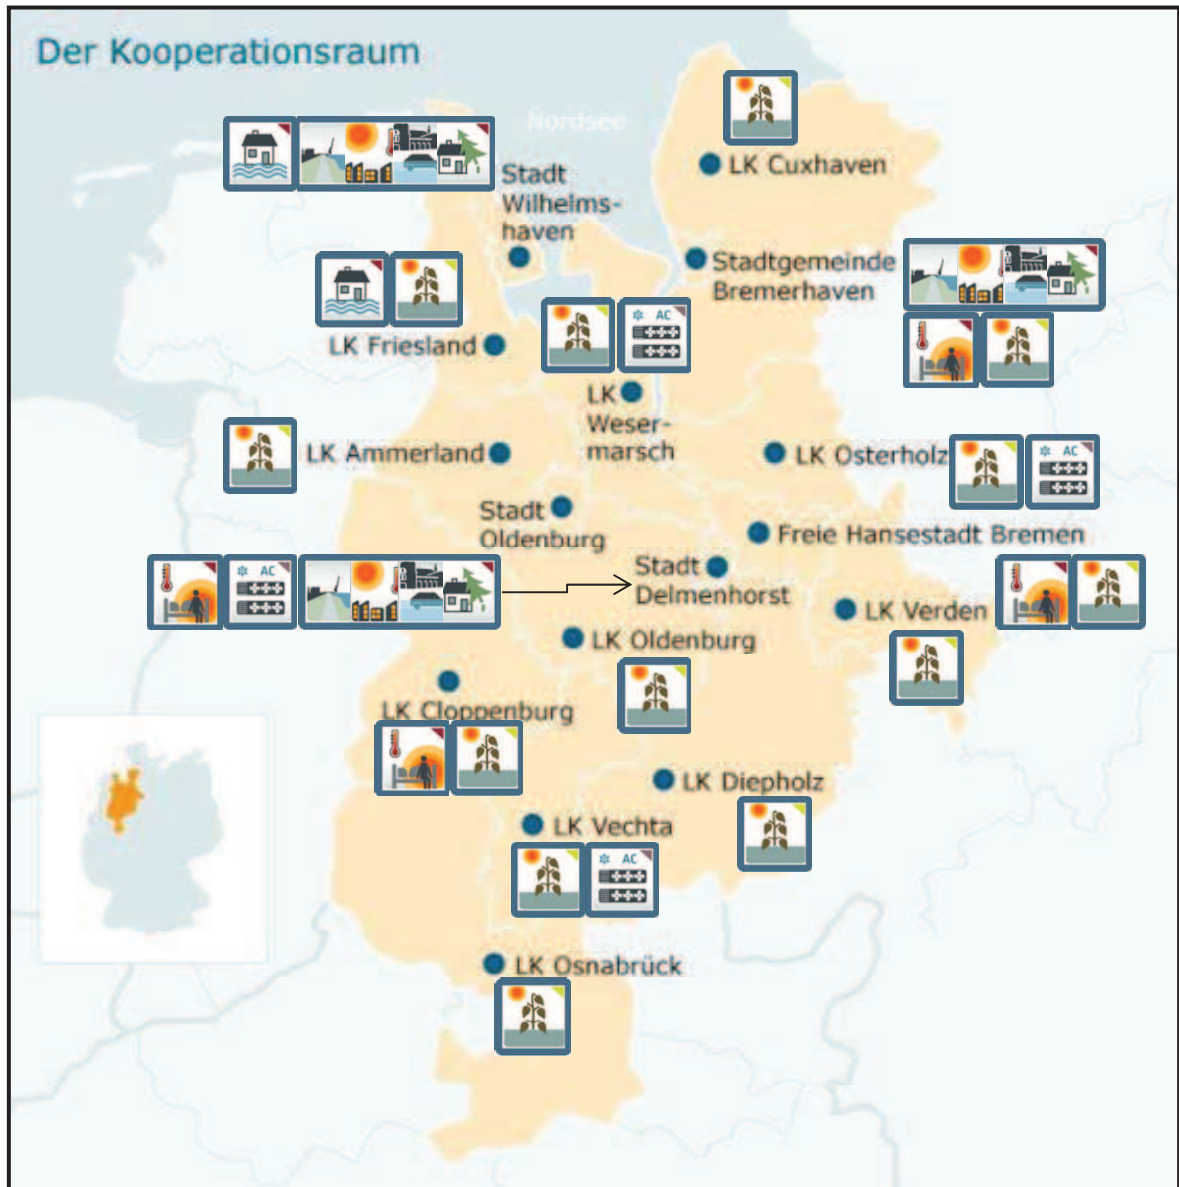 Der Kooperationsraum
Nordsee
LK Cuxhaven
Stadt
Wilhelms-
haven
Stadtgemeinde
Bremerhaven
LK Friesland
AC
LK
Weser-
marsch
LK Ammerland
LK Osterholz
AC
Stadt
Oldenburg
Freie Hansestadt Bremen
AC
Stadt
Delmenhorst
LK Verden
LK Oldenburg
LK Cloppenburg
LK Diepholz
LK Vechta
AC
LK Osnabrück